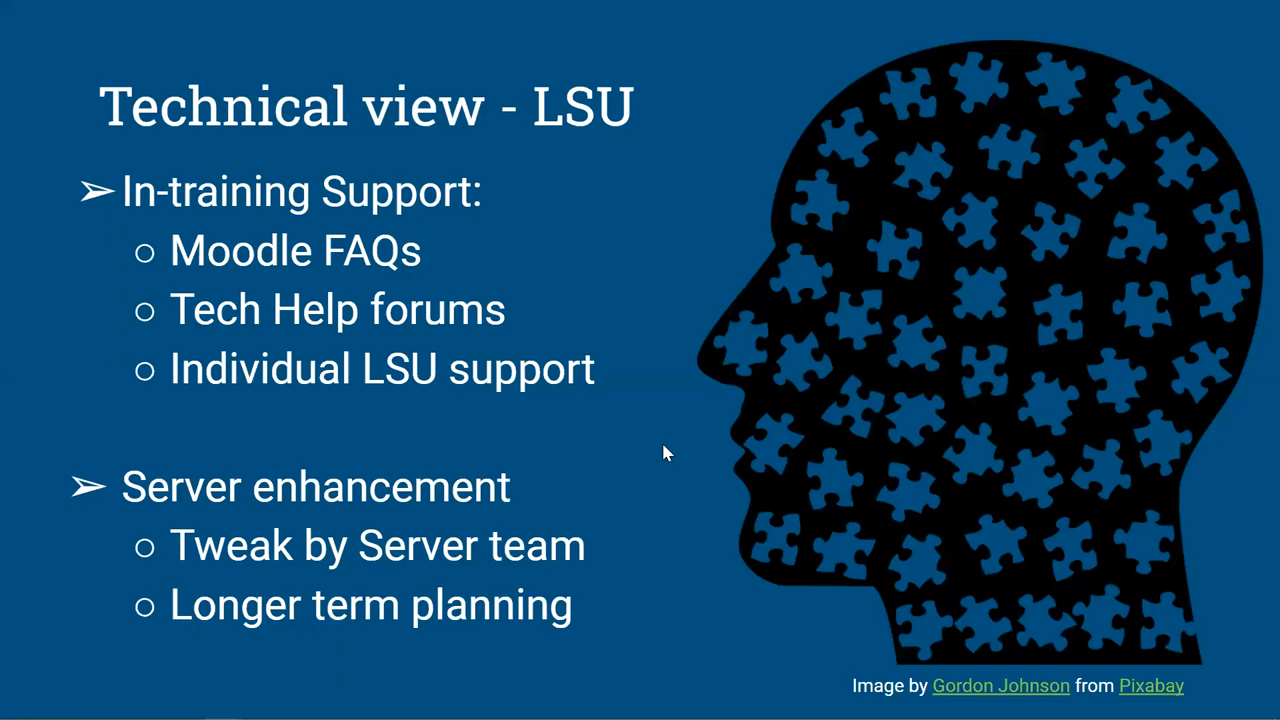 Technical view - LSU
➢ In-training Support:
○ Moodle FAQs
○ Tech Help forums
○ Individual LSU support
➢ Server enhancement
○ Tweak by Server team
○ Longer term planning
Image by Gordon Johnson from Pixabay